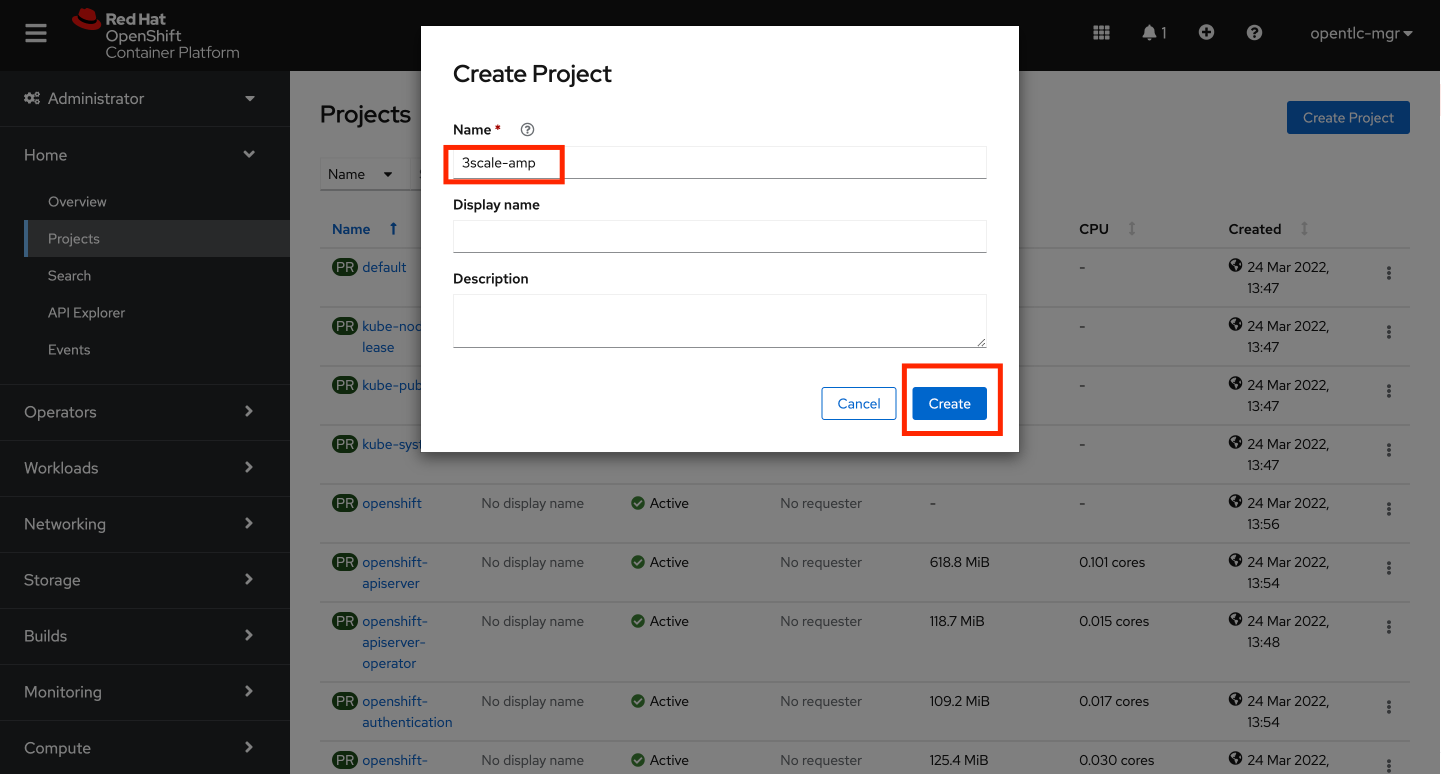 Red Hat
OpenShift
Container Platform
1
opentlc-mgr
Administrator
Home
Overview
Projects
Search
API Explorer
Events
Operators
Workloads
Networking
Storage
Builds
Monitoring
Compute
Projects
Create Project
Name
Name
CPU
Created
PR default
-
24 Mar 2022,
13:47
PR
lease
-
24 Mar 2022,
13:47
PR
-
24 Mar 2022,
13:47
PR
-
24 Mar 2022,
13:47
PR openshift No display name Active No requester - - 24 Mar 2022,
13:56
PR openshift- No display name Active No requester 618.8 MiB 0.101 cores 24 Mar 2022,
apiserver 13:54
PR openshift- No display name Active No requester 118.7 MiB 0.015 cores 24 Mar 2022,
apiserver- 13:48
operator
PR openshift- No display name Active No requester 109.2 MiB 0.017 cores 24 Mar 2022,
authentication 13:54
PR openshift- No display name Active No requester 125.4 MiB 0.030 cores 24 Mar 2022,
Create Project
Name *
3scale-amp
Display name
Description
Cancel
Create